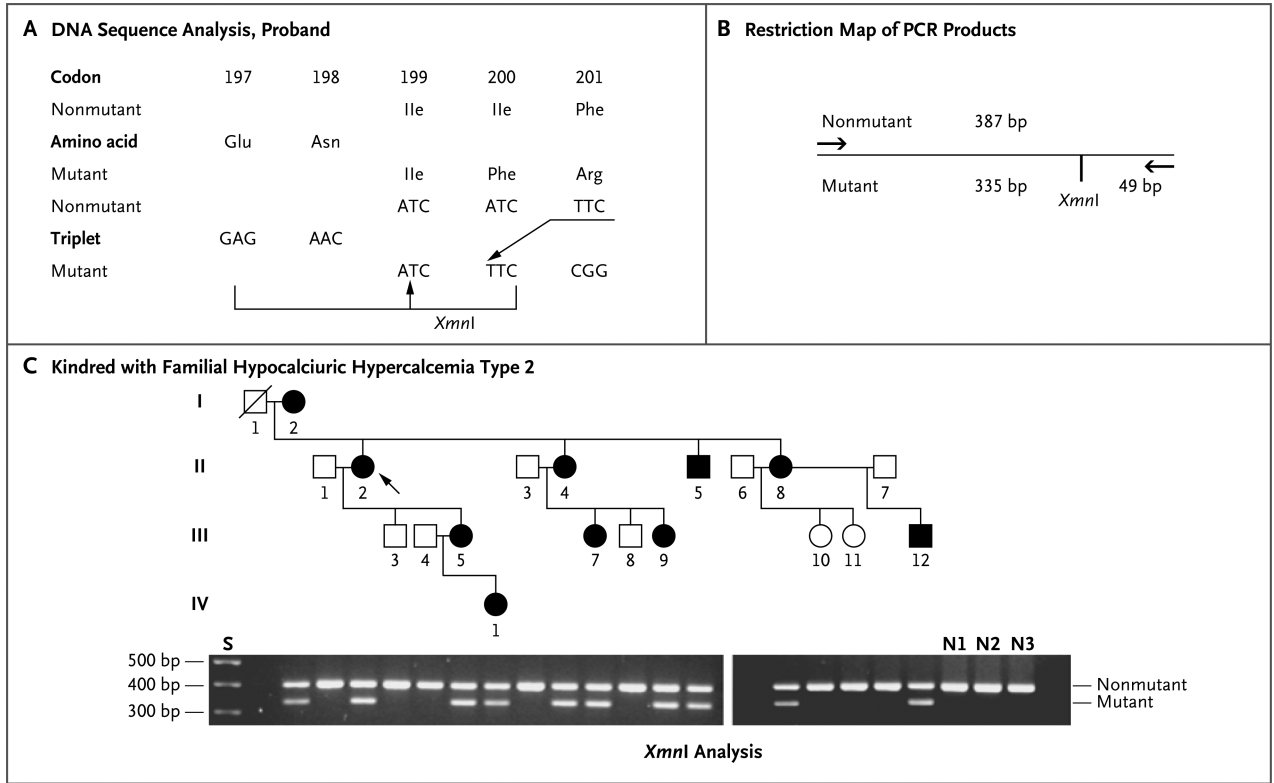 A DNA Sequence Analysis, Proband
Codon 197 198 199 200 201
Nonmutant Ile Ile Phe
Amino acid Glu Asn
Mutant Ile Phe Arg
Nonmutant ATC ATC TTC
Triplet GAG AAC
Mutant ATC TTC CGG
XmnI
B Restriction Map of PCR Products
Nonmutant 387 bp
Mutant 335 bp 49 bp
XmnI
C Kindred with Familial Hypocalciuric Hypercalcemia Type 2
I
1 2
II
1 2 3 4 5 6 8 7
III
3 4 5 7 8 9 10 11 12
IV
1
S N1 N2 N3
500 bp
400 bp Nonmutant
300 bp Mutant
XmnI Analysis